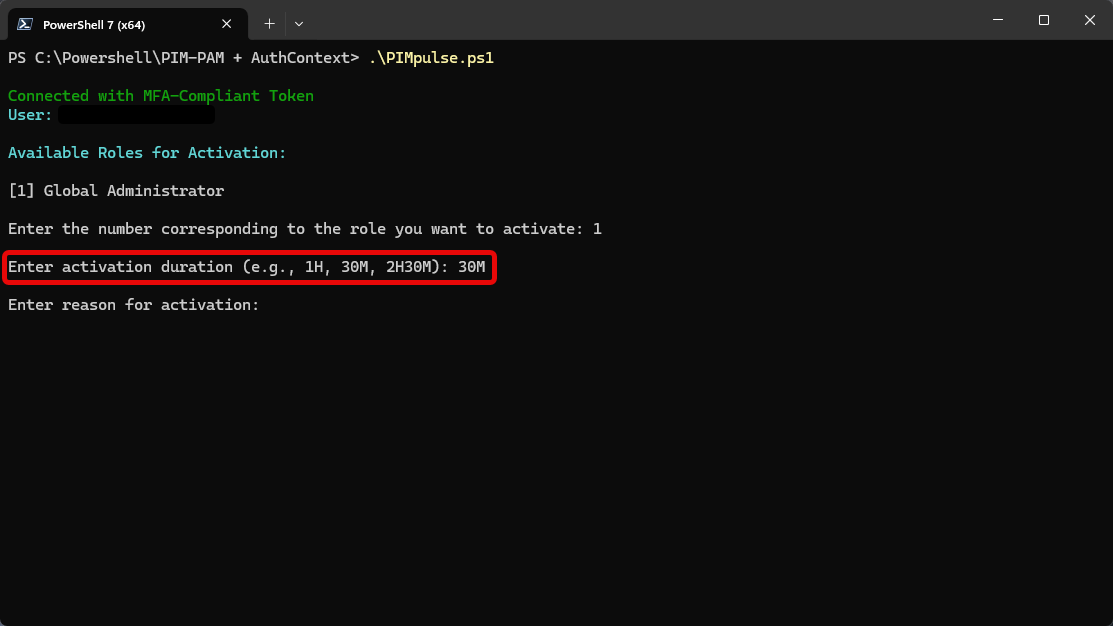 PowerShell 7 (x64)
PS C:\Powershell\PIM-PAM + AuthContext> .\PIMpulse.ps1
Connected with MFA-Compliant Token
User:
Available Roles for Activation:
[1] Global Administrator
Enter the number corresponding to the role you want to activate: 1
Enter activation duration (e.g., 1H, 30M, 2H30M): 30M
Enter reason for activation: